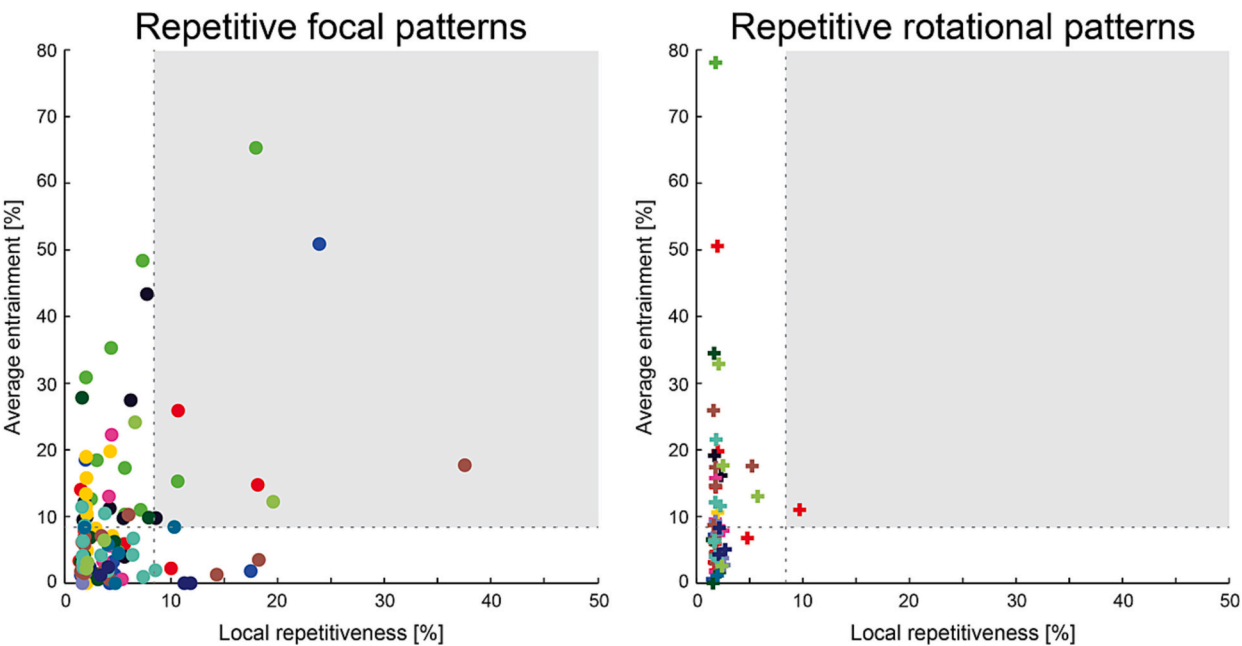 Repetitive focal patterns
Average entrainment [%]
80
70
60
50
40
30
20
10
0
0 10 20 30 40 50
Local repetitiveness [%]
Repetitive rotational patterns
Average entrainment [%]
80
70
60
50
40
30
20
10
0
0 10 20 30 40 50
Local repetitiveness [%]